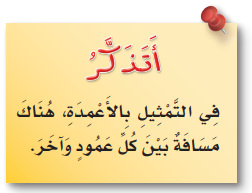 أَتَذَكَّرُ
فِي التَّمْثِيلِ بِالأَعْمِدَةِ، هُنَاكَ
مَسَافَةٌ بَيْنَ كُلِّ عَمُودٍ وَآخَرَ.